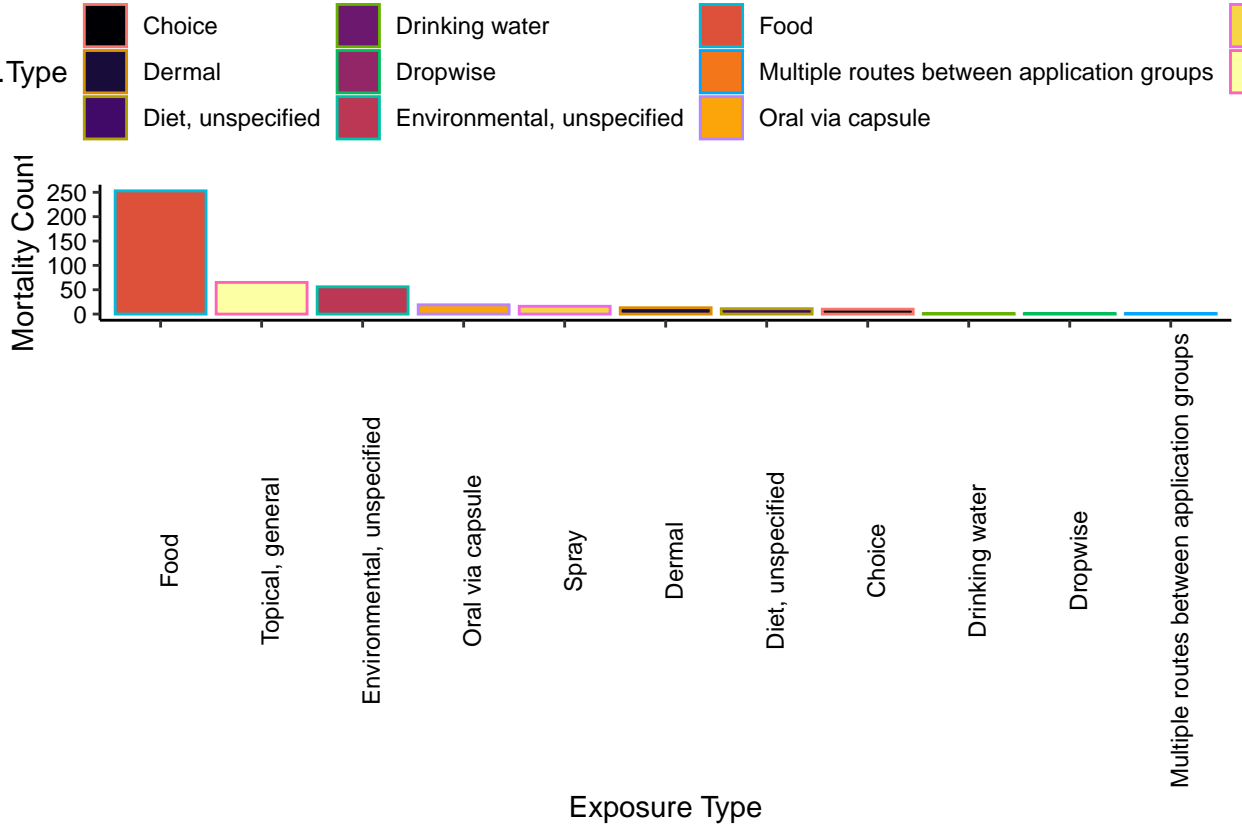 Choice Drinking water Food
.Type Dermal Dropwise Multiple routes between application groups
Diet, unspecified Environmental, unspecified Oral via capsule
Mortality Count
250
200
150
100
50
0
Food
Topical, general
Environmental, unspecified
Oral via capsule
Spray
Dermal
Diet, unspecified
Choice
Drinking water
Dropwise
Multiple routes between application groups
Exposure Type